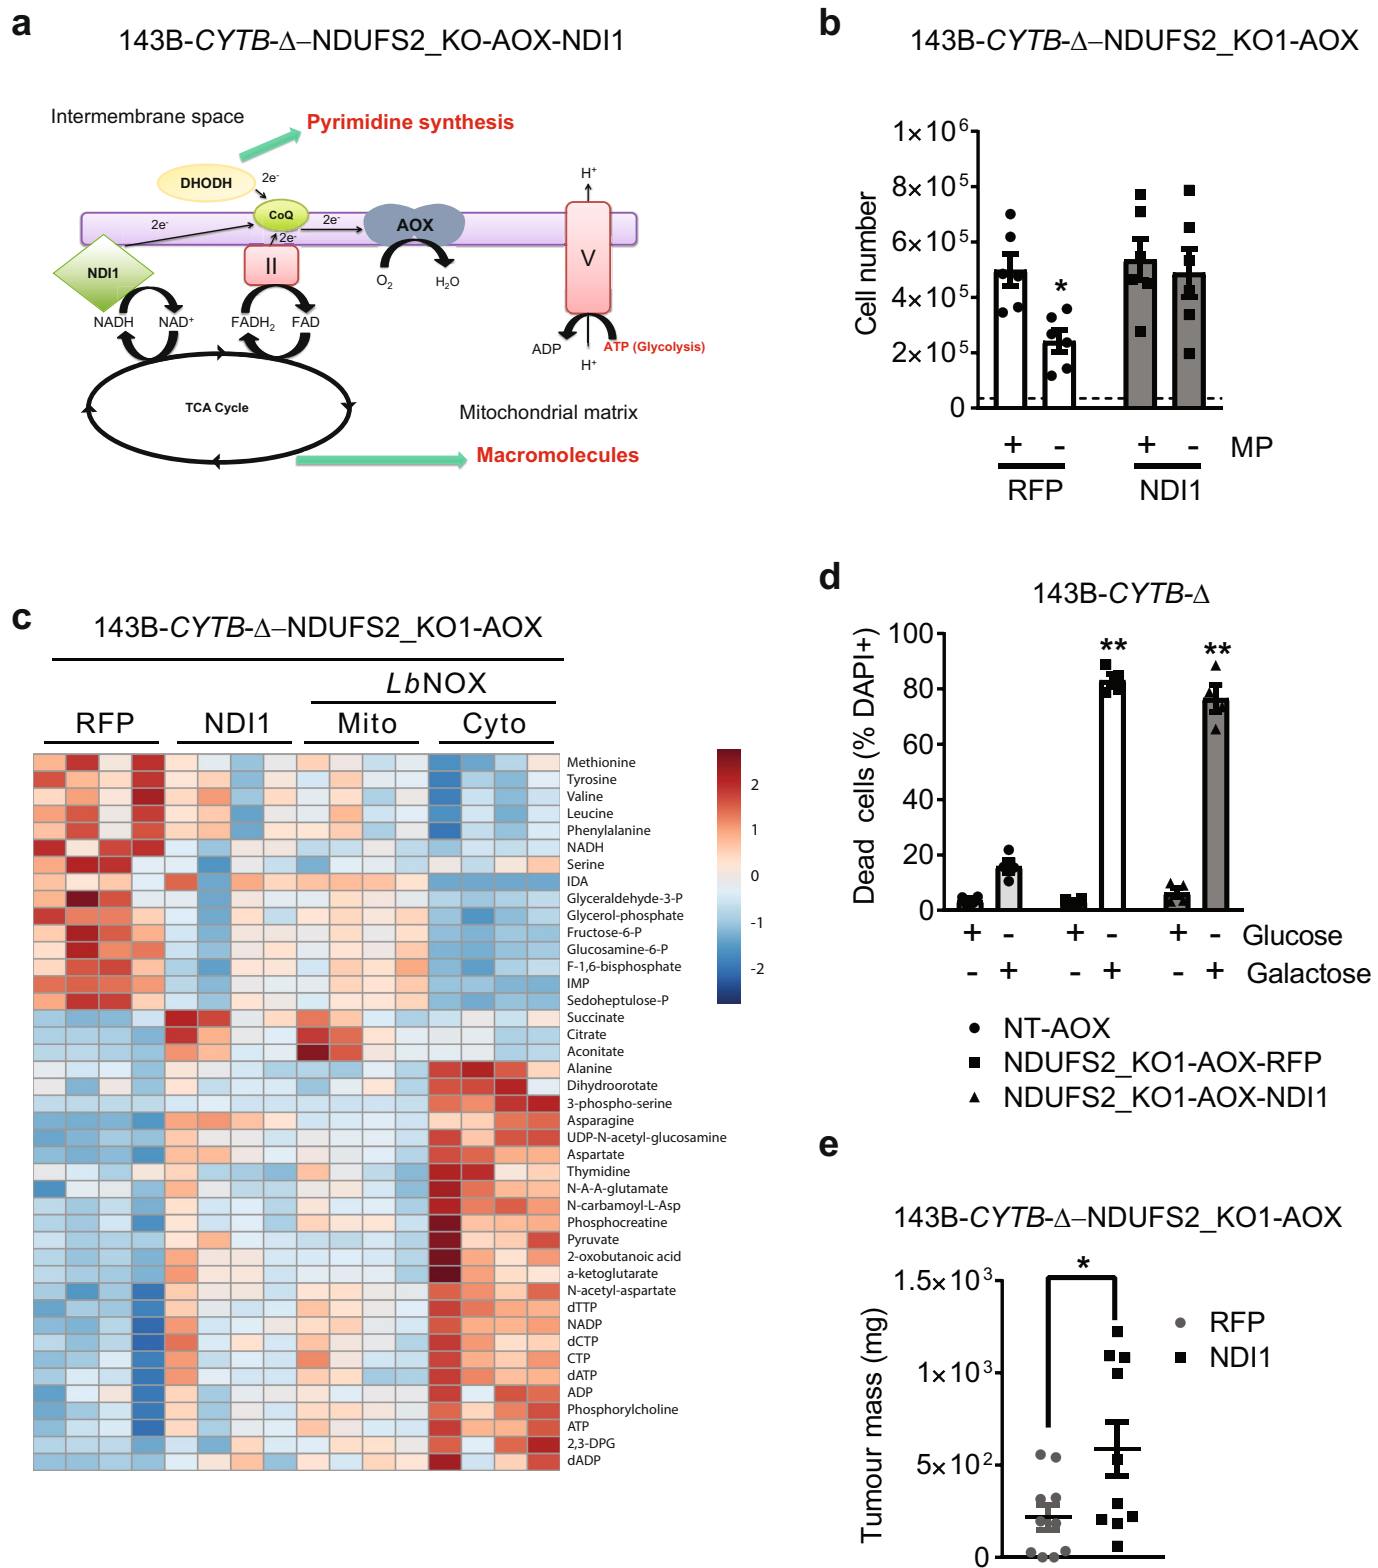 a
143B-CYTB-Δ–NDUFS2_KO-AOX-NDI1
Intermembrane space
Pyrimidine synthesis
DHODH
2e-
CoQ
2e-
2e-
2e-
AOX
NDI1
II
O2
H2O
NADH
NAD+
FADH2
FAD
H+
V
ADP
ATP (Glycolysis)
H+
TCA Cycle
Mitochondrial matrix
Macromolecules
b
143B-CYTB-Δ–NDUFS2_KO1-AOX
Cell number
1×10^6
8×10^5
6×10^5
4×10^5
2×10^5
0
*
+ - + - MP
RFP NDI1
c
143B-CYTB-Δ–NDUFS2_KO1-AOX
LbNOX
RFP NDI1 Mito Cyto
Methionine
Tyrosine
Valine
Leucine
Phenylalanine
NADH
Serine
IDA
Glyceraldehyde-3-P
Glycerol-phosphate
Fructose-6-P
Glucosamine-6-P
F-1,6-bisphosphate
IMP
Sedoheptulose-P
Succinate
Citrate
Aconitate
Alanine
Dihydroorotate
3-phospho-serine
Asparagine
UDP-N-acetyl-glucosamine
Aspartate
Thymidine
N-A-A-glutamate
N-carbamoyl-L-Asp
Phosphocreatine
Pyruvate
2-oxobutanoic acid
a-ketoglutarate
N-acetyl-aspartate
dTTP
NADP
dCTP
CTP
dATP
ADP
Phosphorylcholine
ATP
2,3-DPG
dADP
2
1
0
-1
-2
d
143B-CYTB-Δ
Dead cells (% DAPI+)
100
80
60
40
20
0
** **
+ - + - + - Glucose
- + - + - + Galactose
NT-AOX
NDUFS2_KO1-AOX-RFP
NDUFS2_KO1-AOX-NDI1
e
143B-CYTB-Δ–NDUFS2_KO1-AOX
Tumour mass (mg)
1.5×10^3
1×10^3
5×10^2
0
*
RFP
NDI1